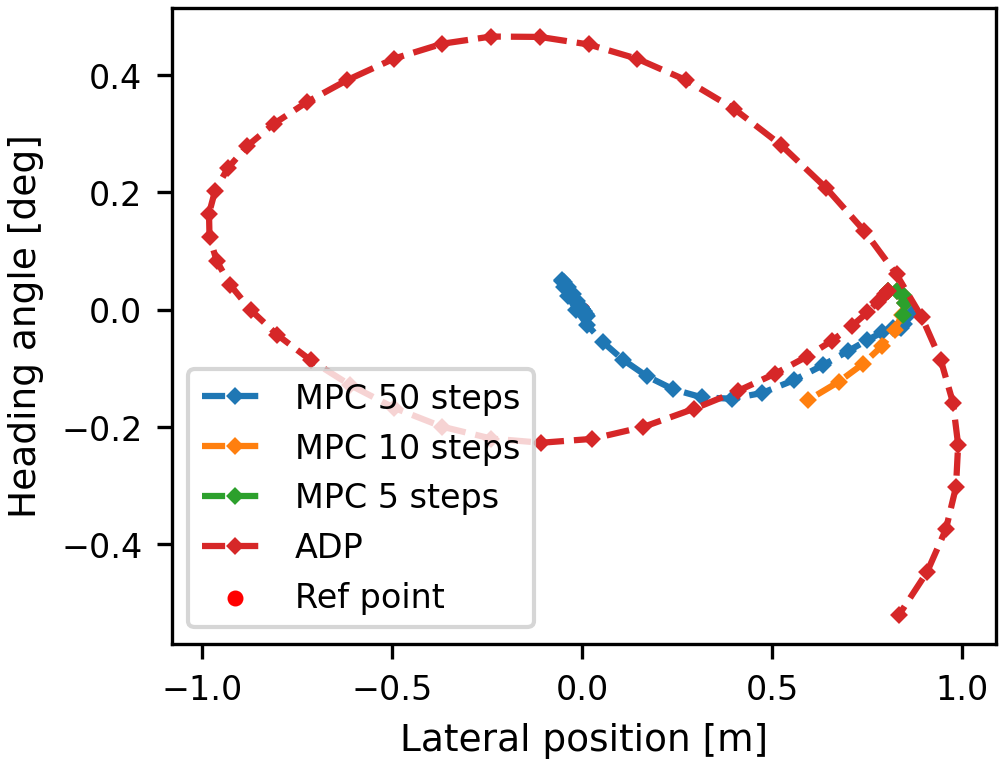 Heading angle [deg]
0.4
0.2
0.0
−0.2
−0.4
MPC 50 steps
MPC 10 steps
MPC 5 steps
ADP
Ref point
−1.0 −0.5 0.0 0.5 1.0
Lateral position [m]